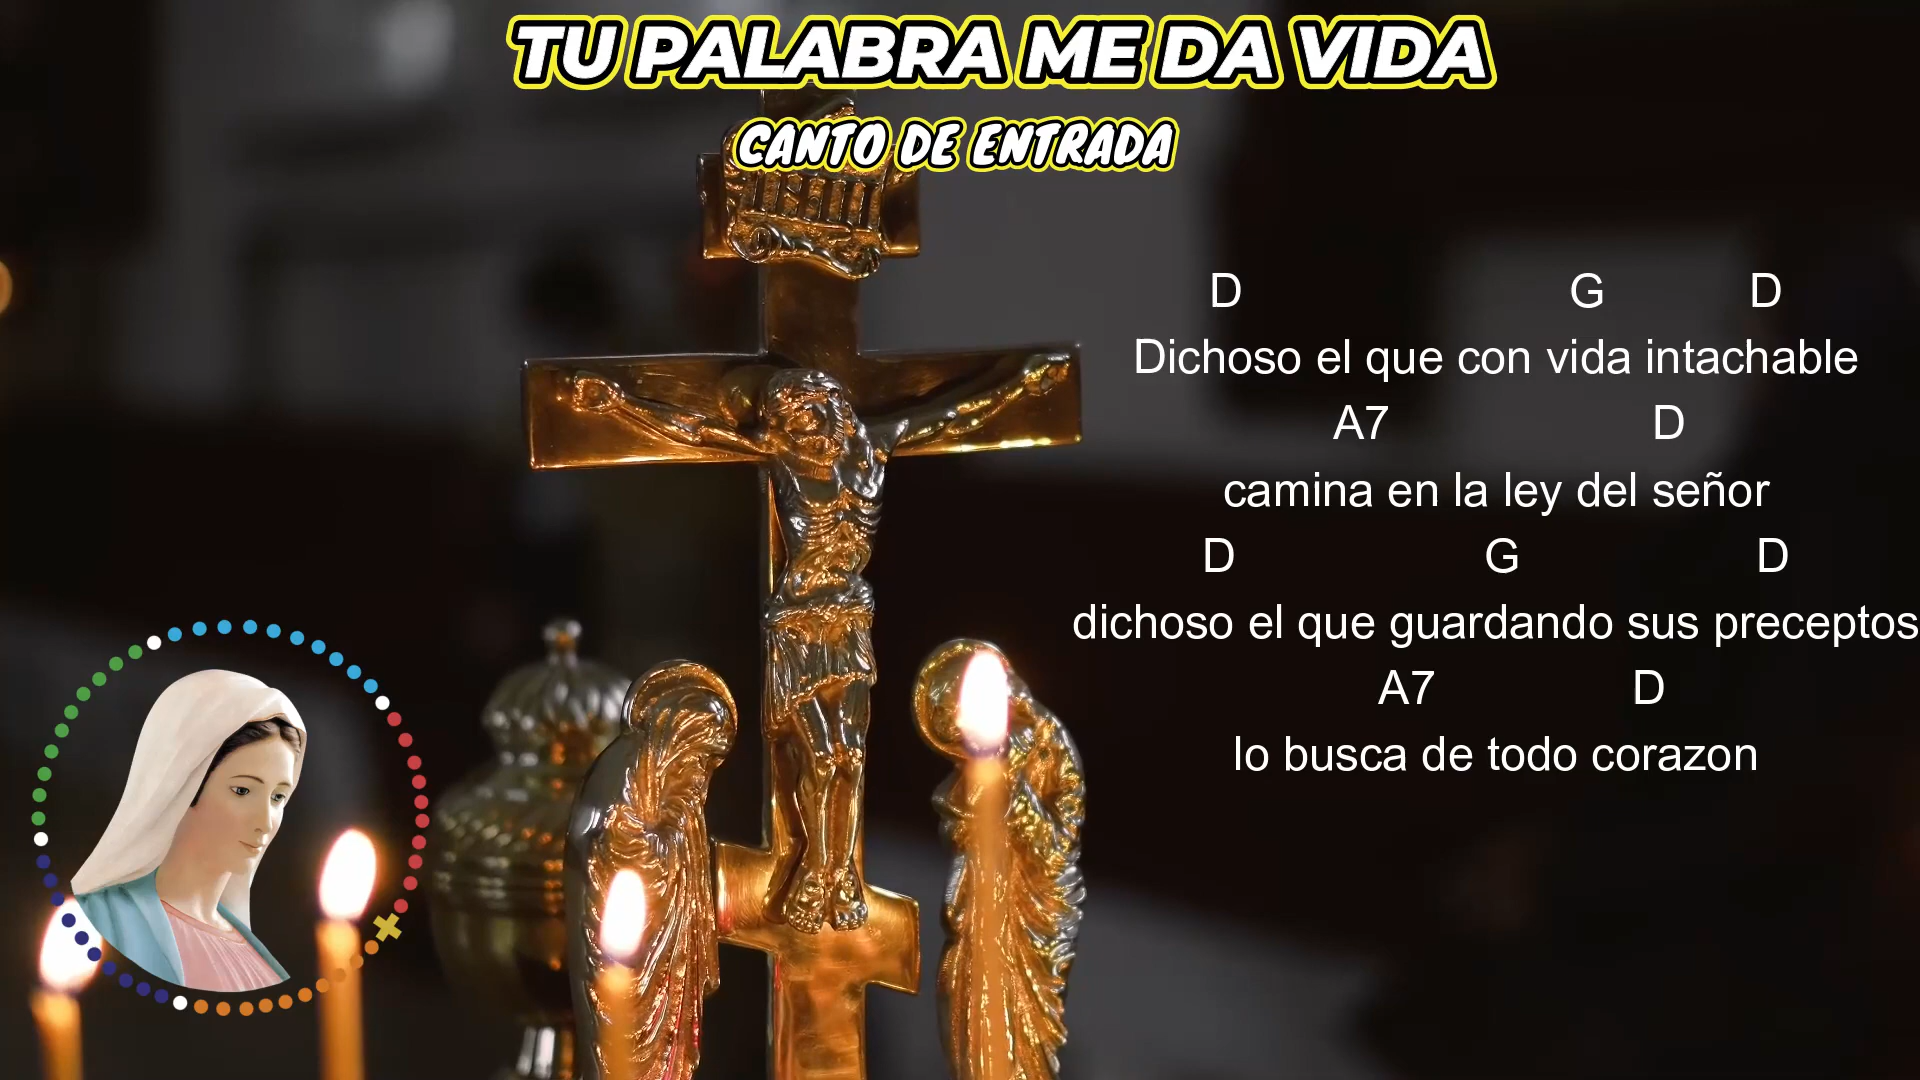 TU PALABRA ME DA VIDA
CANTO DE ENTRADA
D G D
Dichoso el que con vida intachable
A7 D
camina en la ley del señor
D G D
dichoso el que guardando sus preceptos
A7 D
lo busca de todo corazon